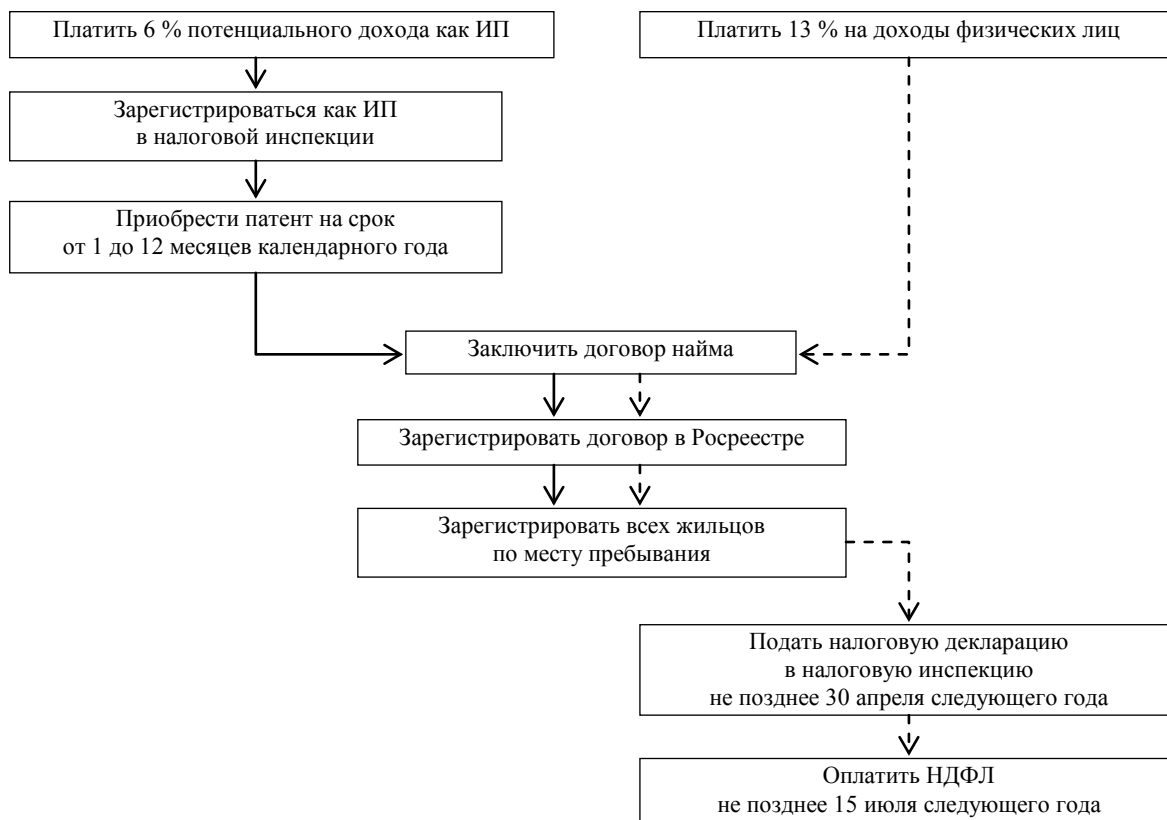 Платить 6 % потенциального дохода как ИП
Платить 13 % на доходы физических лиц
Зарегистрироваться как ИП
в налоговой инспекции
Приобрести патент на срок
от 1 до 12 месяцев календарного года
Заключить договор найма
Зарегистрировать договор в Росреестре
Зарегистрировать всех жильцов
по месту пребывания
Подать налоговую декларацию
в налоговую инспекцию
не позднее 30 апреля следующего года
Оплатить НДФЛ
не позднее 15 июля следующего года